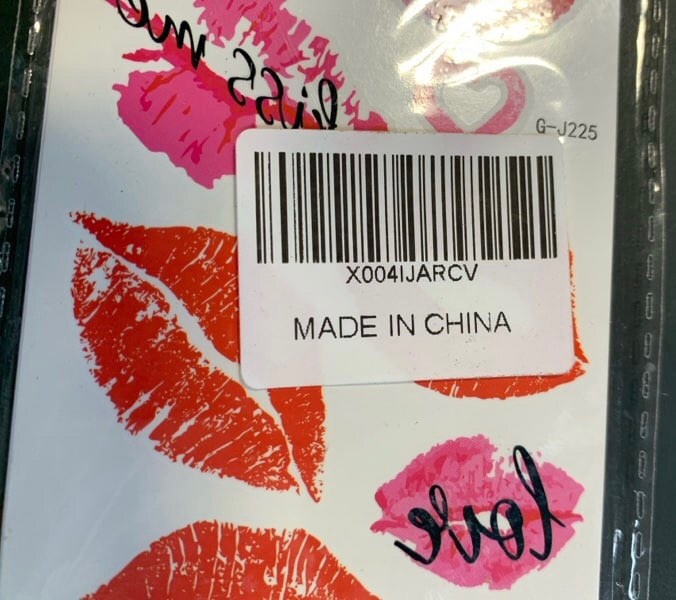 kiss me
G-J225
X004IJARCV
MADE IN CHINA
love